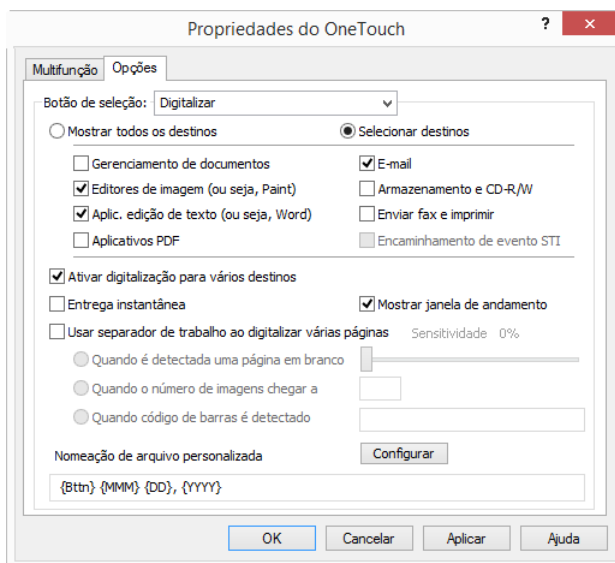 Propriedades do OneTouch ?
Multifunção Opções
Botão de seleção: Digitalizar
Mostrar todos os destinos Selecionar destinos
Gerenciamento de documentos E-mail
Editores de imagem (ou seja, Paint) Armazenamento e CD-R/W
Aplic. edição de texto (ou seja, Word) Enviar fax e imprimir
Aplicativos PDF Encaminhamento de evento STI
Ativar digitalização para vários destinos
Entrega instantânea Mostrar janela de andamento
Usar separador de trabalho ao digitalizar várias páginas Sensitividade 0%
Quando é detectada uma página em branco
Quando o número de imagens chegar a
Quando código de barras é detectado
Nomeação de arquivo personalizada Configurar
{Bttn} {MMM} {DD}, {YYYY}
OK Cancelar Aplicar Ajuda